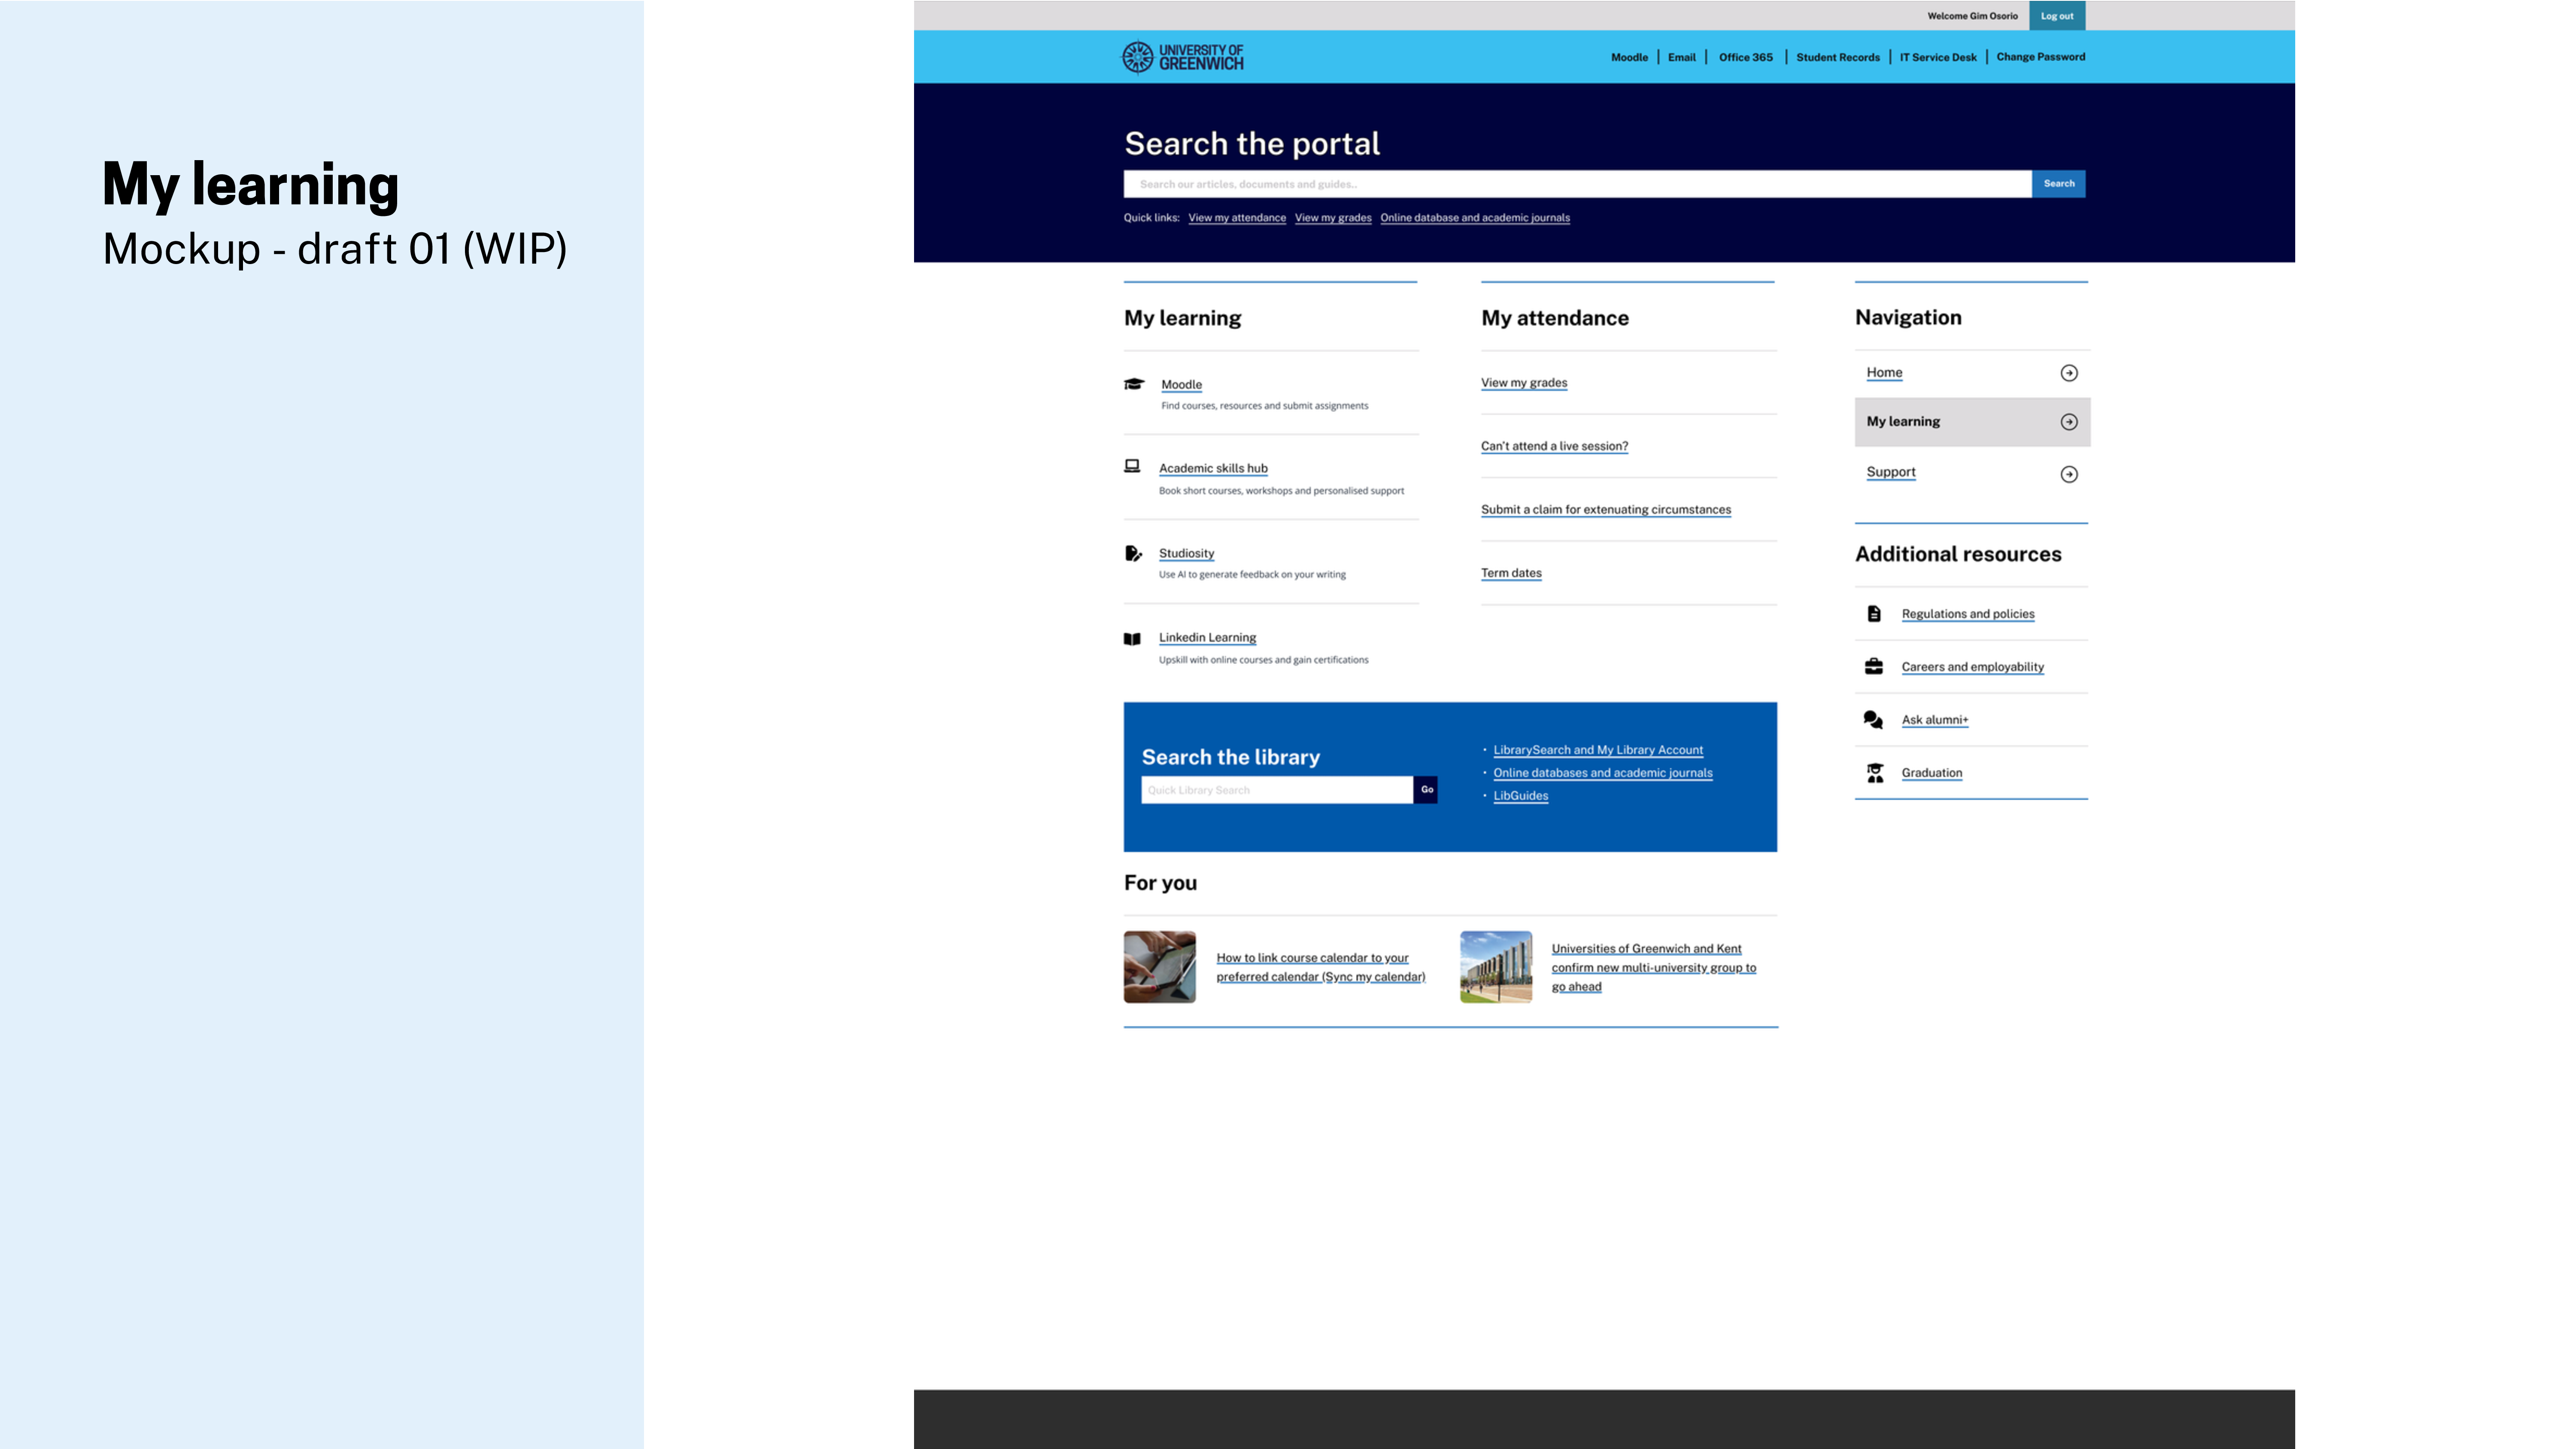 My learning
Mockup - draft 01 (WIP)
Welcome Gim Osorio
Log out
UNIVERSITY OF
GREENWICH
Moodle
Email
Office 365
Student Records
IT Service Desk
Change Password
Search the portal
Search our articles, documents and guides..
Search
Quick links: View my attendance View my grades Online database and academic journals
My learning
Moodle
Find courses, resources and submit assignments
Academic skills hub
Book short courses, workshops and personalised support
Studiosity
Use AI to generate feedback on your writing
Linkedin Learning
Upskill with online courses and gain certifications
My attendance
View my grades
Can't attend a live session?
Submit a claim for extenuating circumstances
Term dates
Navigation
Home
My learning
Support
Additional resources
Regulations and policies
Careers and employability
Ask alumni+
Graduation
Search the library
Quick Library Search
Go
• LibrarySearch and My Library Account
• Online databases and academic journals
• LibGuides
For you
How to link course calendar to your
preferred calendar (Sync my calendar)
Universities of Greenwich and Kent
confirm new multi-university group to
go ahead